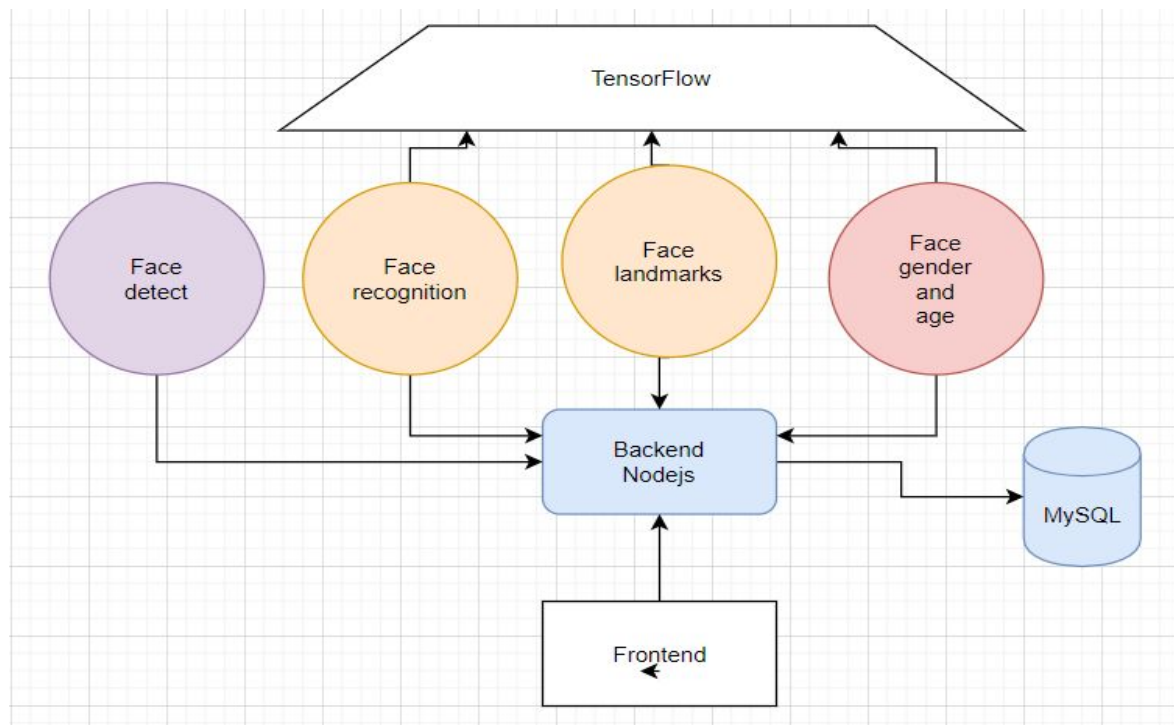 TensorFlow
Face
detect
Face
recognition
Face
landmarks
Face
gender
and
age
Backend
Nodejs
MySQL
Frontend